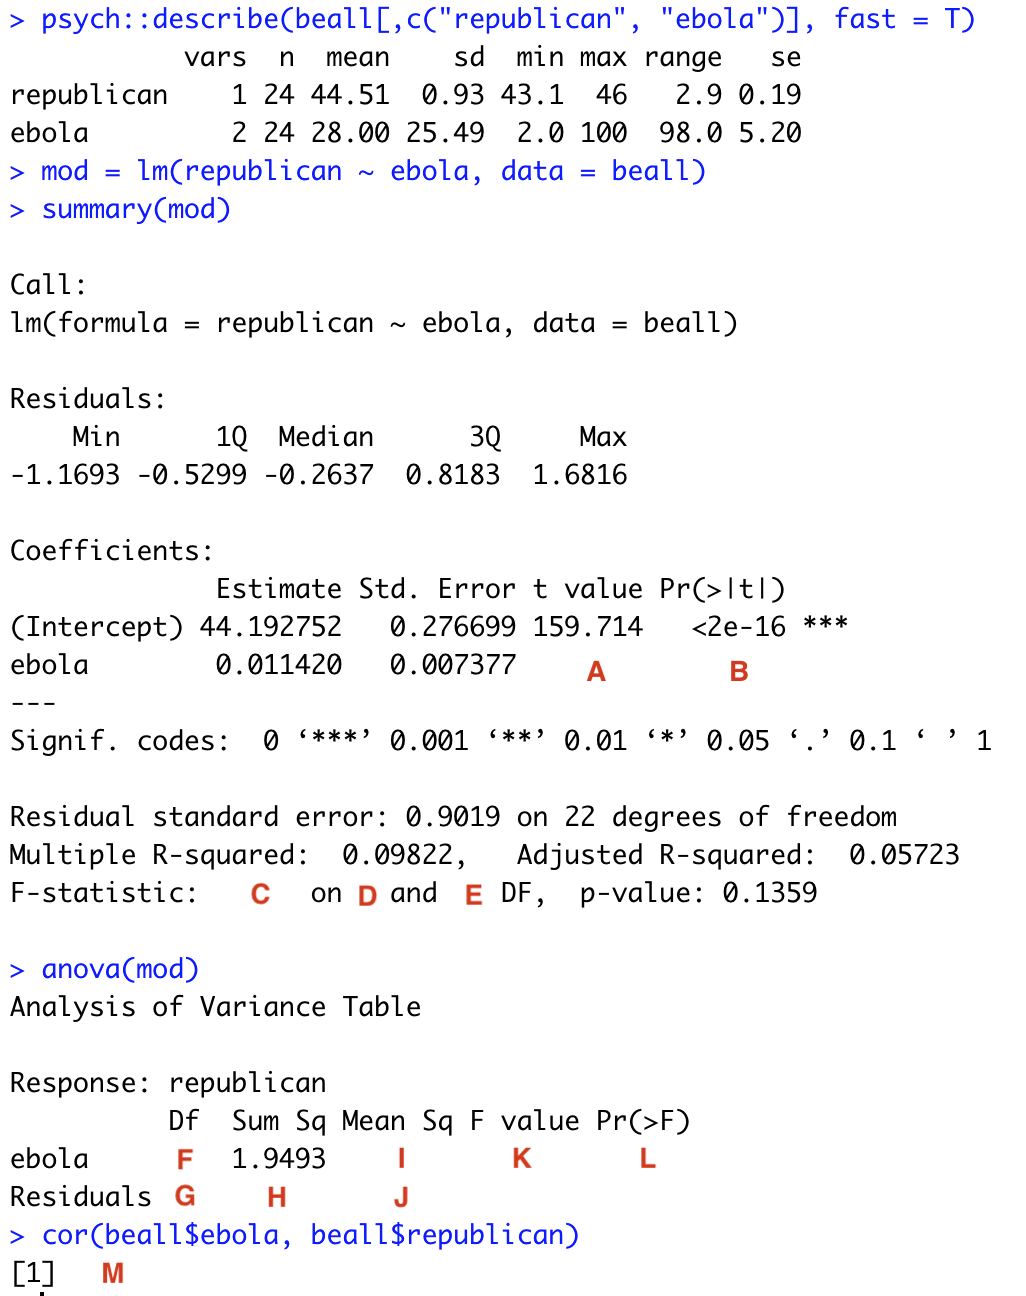 > psych::describe(beall[,c("republican", "ebola")], fast = T)
vars n mean sd min max range se
republican 1 24 44.51 0.93 43.1 46 2.9 0.19
ebola 2 24 28.00 25.49 2.0 100 98.0 5.20
> mod = lm(republican ~ ebola, data = beall)
> summary(mod)
Call:
lm(formula = republican ~ ebola, data = beall)
Residuals:
Min 1Q Median 3Q Max
-1.1693 -0.5299 -0.2637 0.8183 1.6816
Coefficients:
Estimate Std. Error t value Pr(>|t|)
(Intercept) 44.192752 0.276699 159.714 <2e-16 ***
ebola 0.011420 0.007377 A B
---
Signif. codes: 0 ‘***’ 0.001 ‘**’ 0.01 ‘*’ 0.05 ‘.’ 0.1 ‘ ’ 1
Residual standard error: 0.9019 on 22 degrees of freedom
Multiple R-squared: 0.09822, Adjusted R-squared: 0.05723
F-statistic: C on D and E DF, p-value: 0.1359
> anova(mod)
Analysis of Variance Table
Response: republican
Df Sum Sq Mean Sq F value Pr(>F)
ebola F 1.9493 I K L
Residuals G H J
> cor(beall$ebola, beall$republican)
[1] M